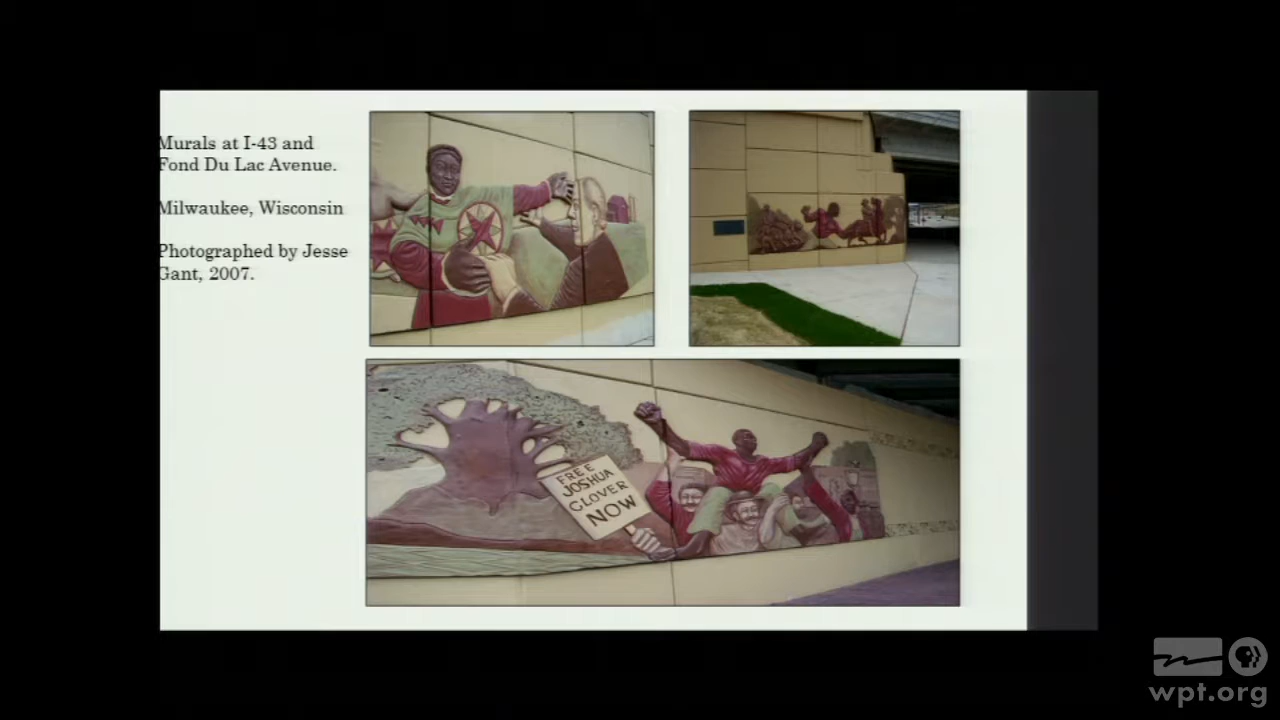 Murals at I-43 and
Fond Du Lac Avenue.
Milwaukee, Wisconsin
Photographed by Jesse
Gant, 2007.
FREE
JOSHUA
GLOVER
NOW
wpt.org